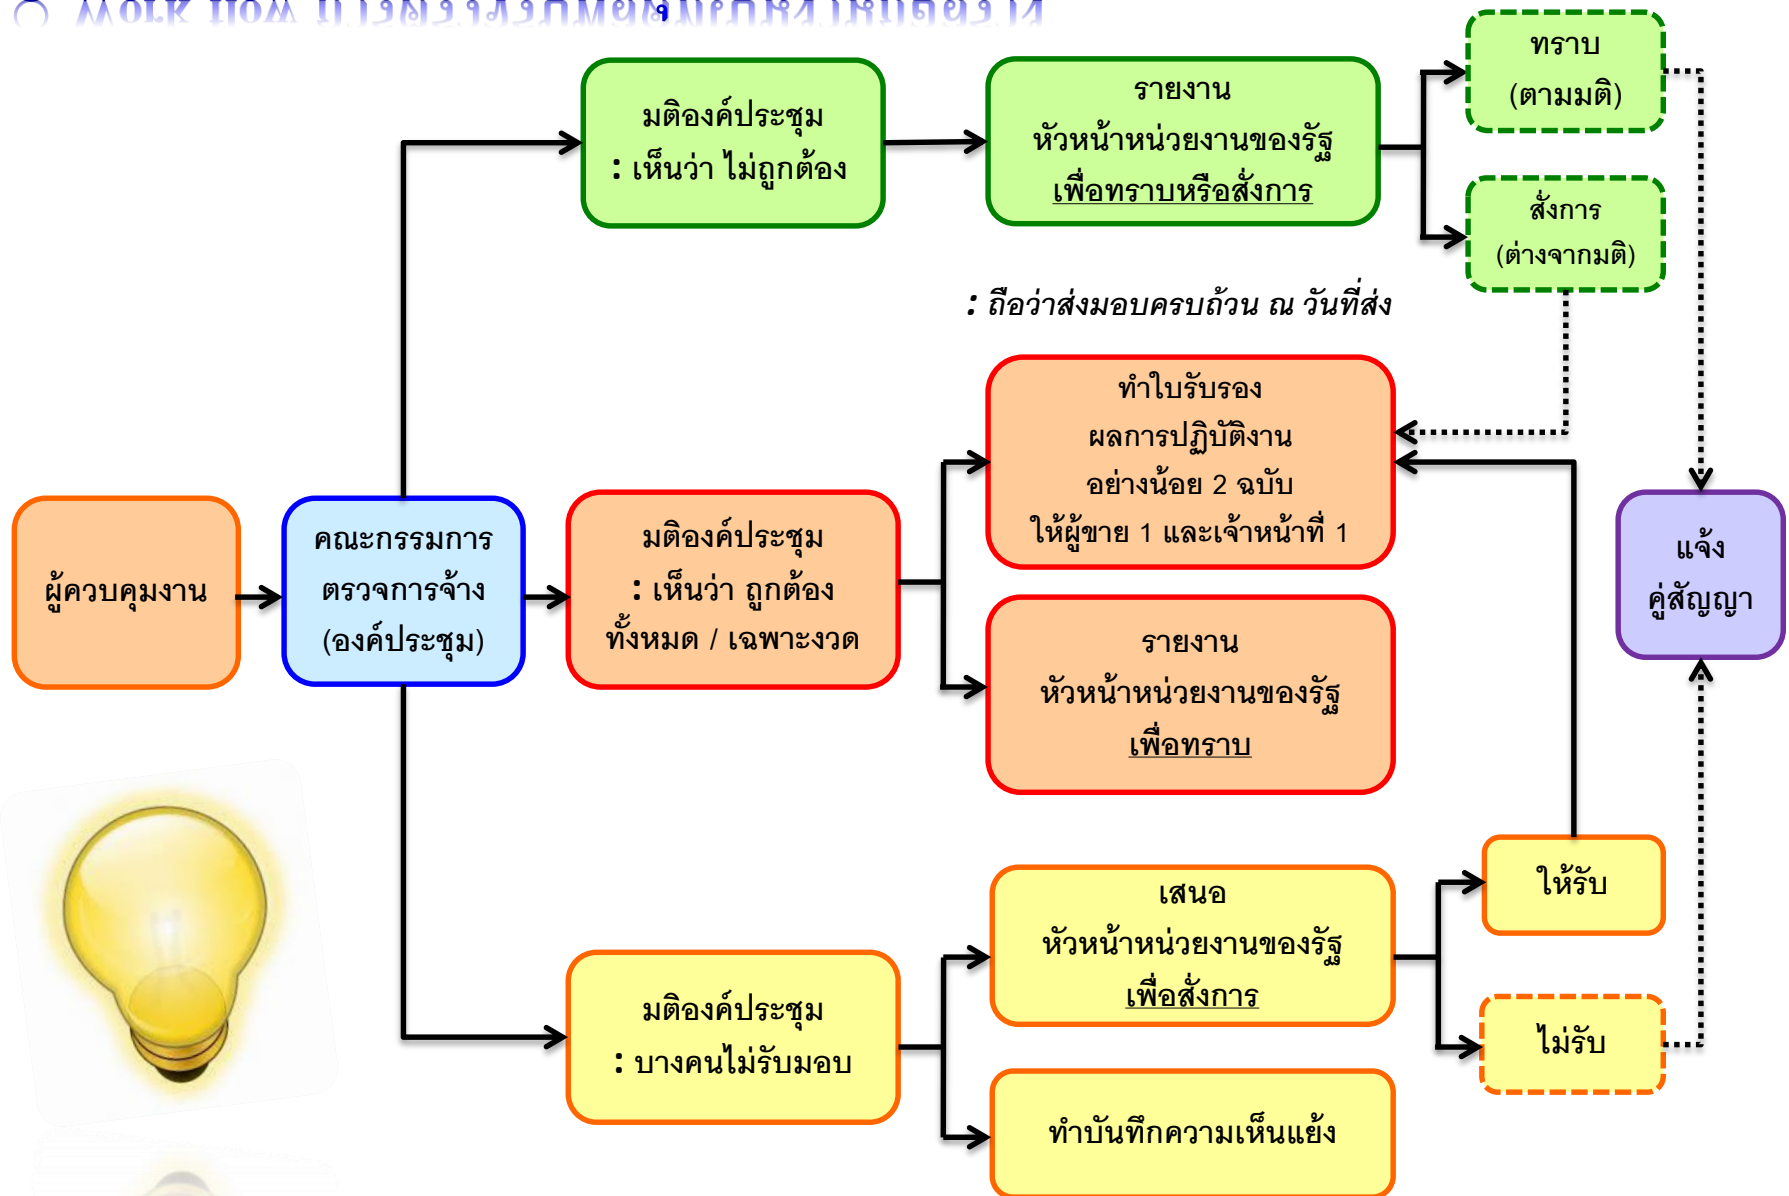 ทราบ
(ตามมติ)
มติองค์ประชุม
: เห็นว่า ไม่ถูกต้อง
รายงาน
หัวหน้าหน่วยงานของรัฐ
เพื่อทราบหรือสั่งการ
สั่งการ
(ต่างจากมติ)
: ถือว่าส่งมอบครบถ้วน ณ วันที่ส่ง
ทำใบรับรอง
ผลการปฏิบัติงาน
อย่างน้อย 2 ฉบับ
ให้ผู้ขาย 1 และเจ้าหน้าที่ 1
ผู้ควบคุมงาน
คณะกรรมการ
ตรวจการจ้าง
(องค์ประชุม)
มติองค์ประชุม
: เห็นว่า ถูกต้อง
ทั้งหมด / เฉพาะงวด
แจ้ง
คู่สัญญา
รายงาน
หัวหน้าหน่วยงานของรัฐ
เพื่อทราบ
มติองค์ประชุม
: บางคนไม่รับมอบ
เสนอ
หัวหน้าหน่วยงานของรัฐ
เพื่อสั่งการ
ให้รับ
ไม่รับ
ทำบันทึกความเห็นแย้ง